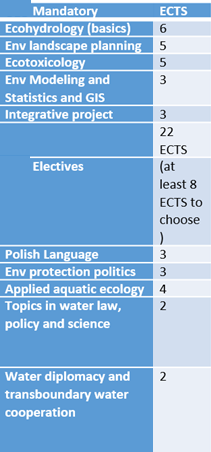 Mandatory ECTS
Ecohydrology (basics) 6
Env landscape planning 5
Ecotoxicology 5
Env Modeling and 3
Statistics and GIS
Integrative project 3
22
ECTS
Electives (at
least 8
ECTS to
choose
)
Polish Language 3
Env protection politics 3
Applied aquatic ecology 4
Topics in water law, 2
policy and science
Water diplomacy and 2
transboundary water
cooperation